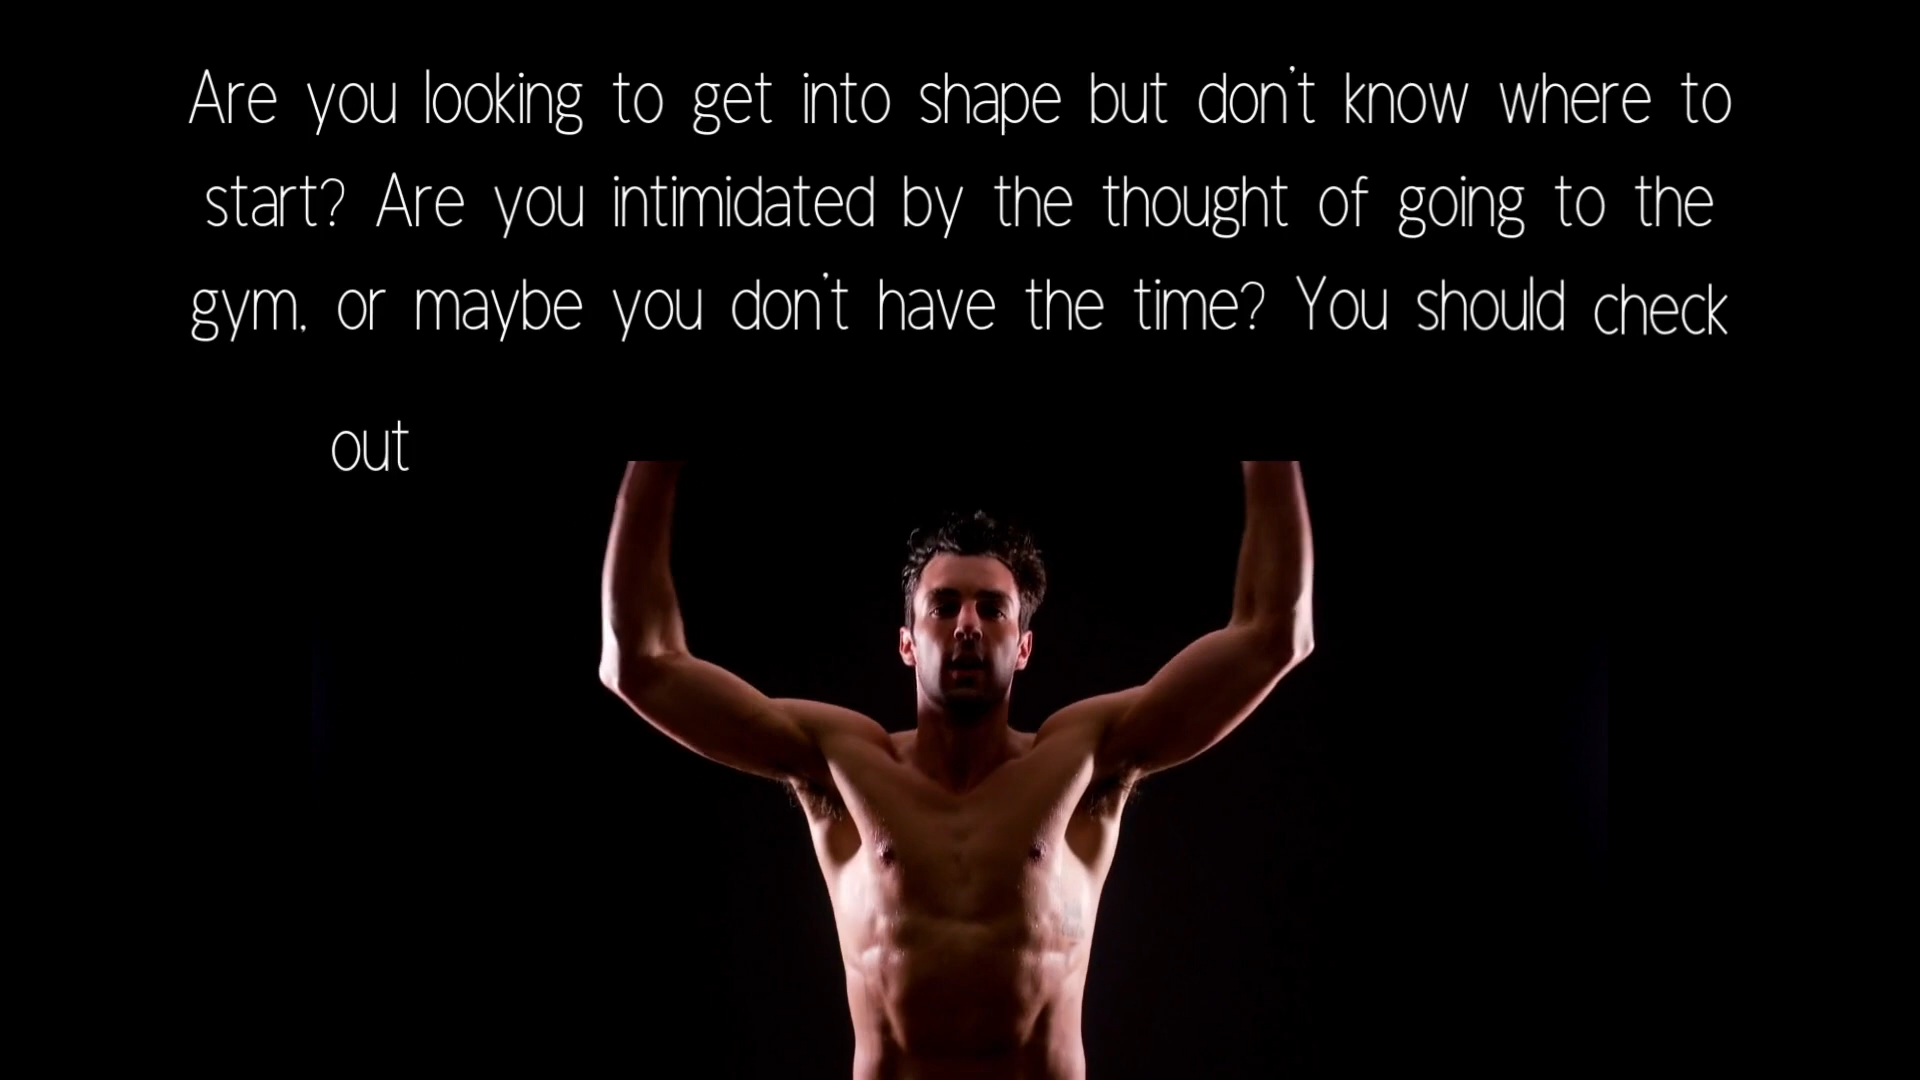 Are you looking to get into shape but don't know where to
start? Are you intimidated by the thought of going to the
gym, or maybe you don't have the time? You should check
out